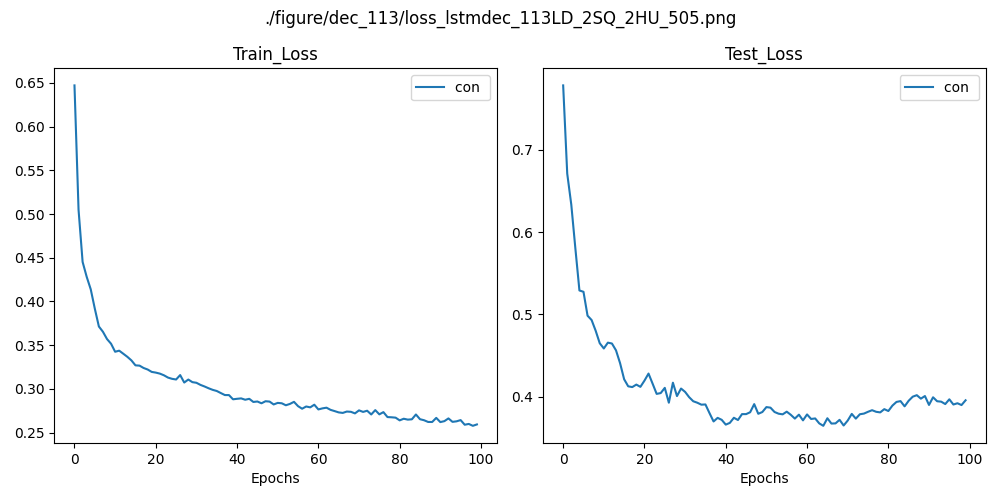 ./figure/dec_113/loss_lstmdec_113LD_2SQ_2HU_505.png
Train_Loss
con
0.65
0.60
0.55
0.50
0.45
0.40
0.35
0.30
0.25
0 20 40 60 80 100
Epochs
Test_Loss
con
0.7
0.6
0.5
0.4
0 20 40 60 80 100
Epochs